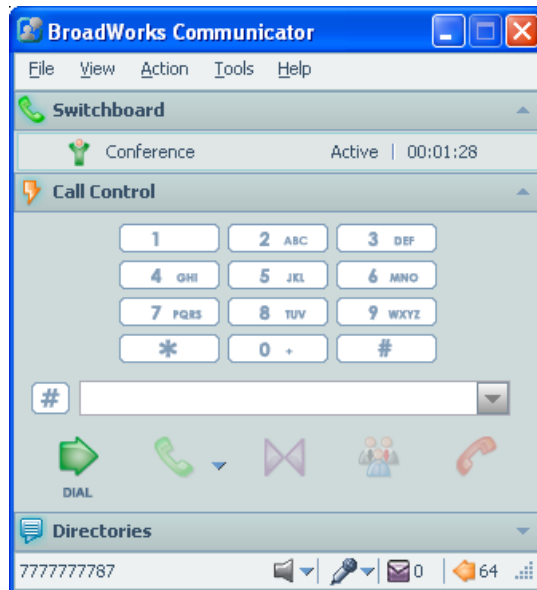 BroadWorks Communicator
File View Action Tools Help
Switchboard
Conference Active | 00:01:28
Call Control
1 2 ABC 3 DEF
4 GHI 5 JKL 6 MNO
7 PQRS 8 TUV 9 WXYZ
* 0 + #
#
DIAL
Directories
7777777787 0 64